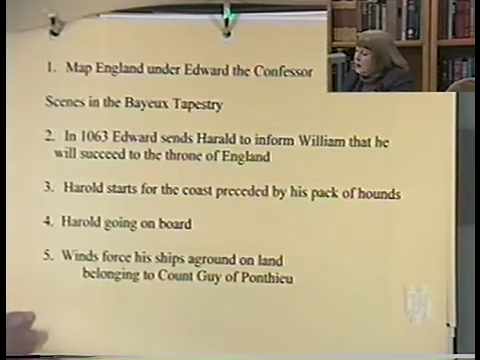 1. Map England under Edward the Confessor
Scenes in the Bayeux Tapestry
2. In 1063 Edward sends Harald to inform William that he
will succeed to the throne of England
3. Harold starts for the coast preceded by his pack of hounds
4. Harold going on board
5. Winds force his ships aground on land
belonging to Count Guy of Ponthieu